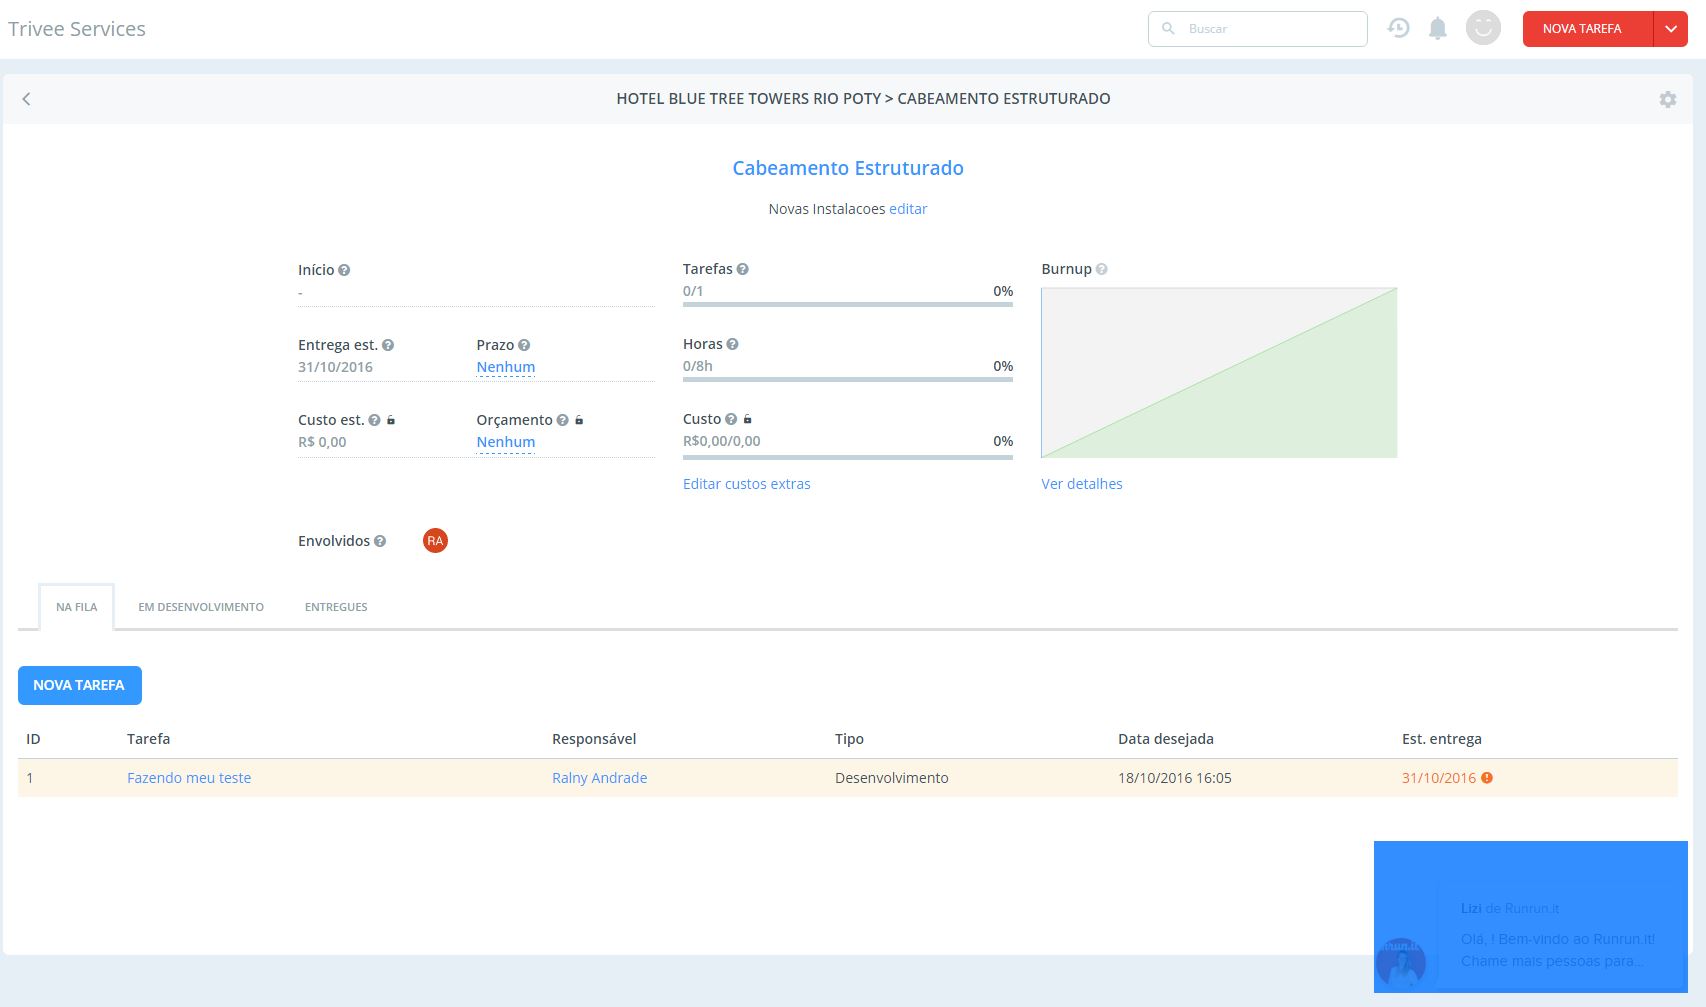 Trivee Services
Buscar
NOVA TAREFA
HOTEL BLUE TREE TOWERS RIO POTY > CABEAMENTO ESTRUTURADO
Cabeamento Estruturado
Novas Instalacoes editar
Início
-
Entrega est.
31/10/2016
Prazo
Nenhum
Custo est.
R$ 0,00
Orçamento
Nenhum
Tarefas
0/1 0%
Horas
0/8h 0%
Custo
R$0,00/0,00 0%
Editar custos extras
Burnup
Ver detalhes
Envolvidos RA
NA FILA EM DESENVOLVIMENTO ENTREGUES
NOVA TAREFA
ID Tarefa Responsável Tipo Data desejada Est. entrega
1 Fazendo meu teste Ralny Andrade Desenvolvimento 18/10/2016 16:05 31/10/2016
Lizi de Runrun.it
Olá, ! Bem-vindo ao Runrun.it!
Chame mais pessoas para...